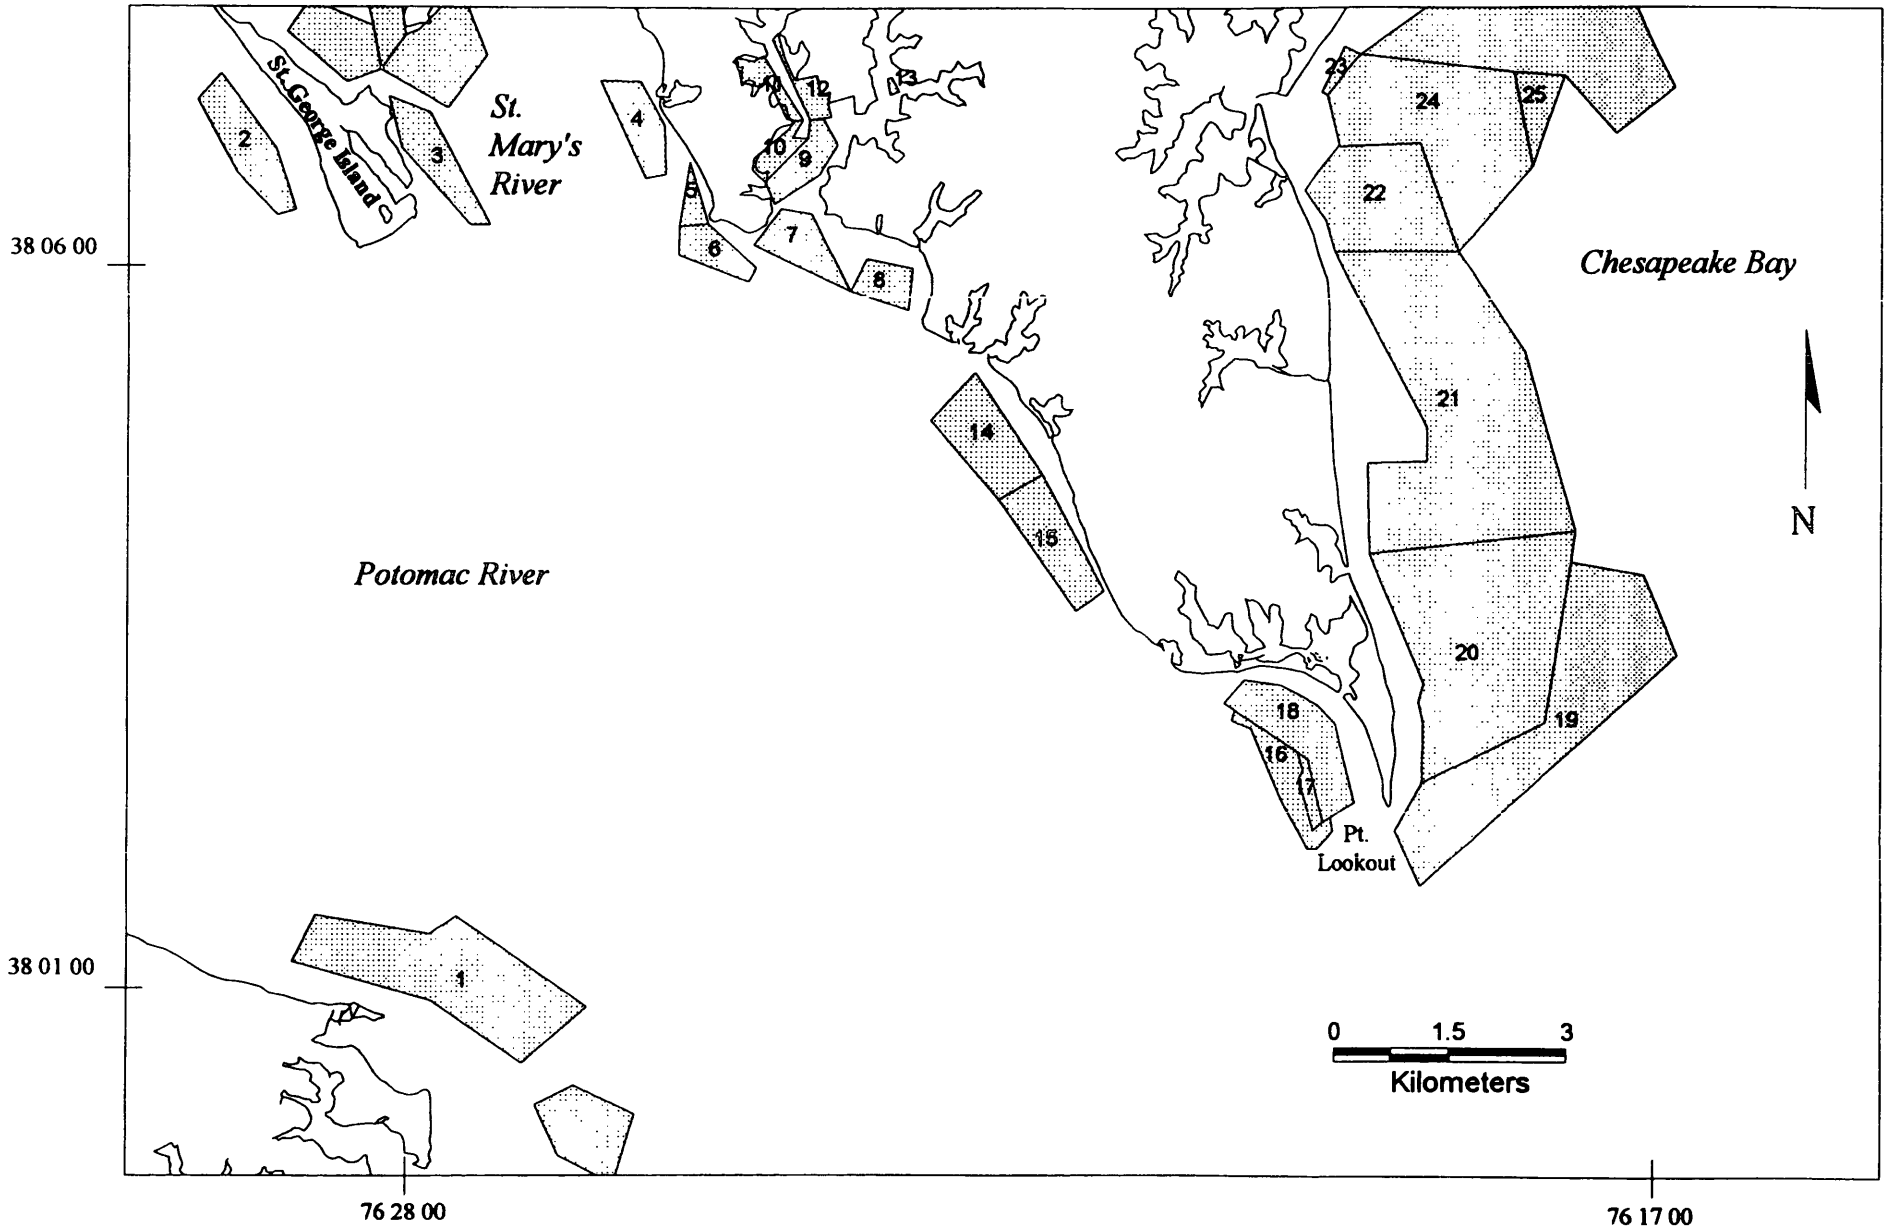 St. George Island
2
3
St.
Mary's
River
4
5
6
7
8
9
10
11
12
13
23
24
25
22
38 06 00
Chesapeake Bay
21
14
15
N
Potomac River
20
19
18
16
17
Pt.
Lookout
38 01 00
1
0 1.5 3
Kilometers
76 28 00
76 17 00